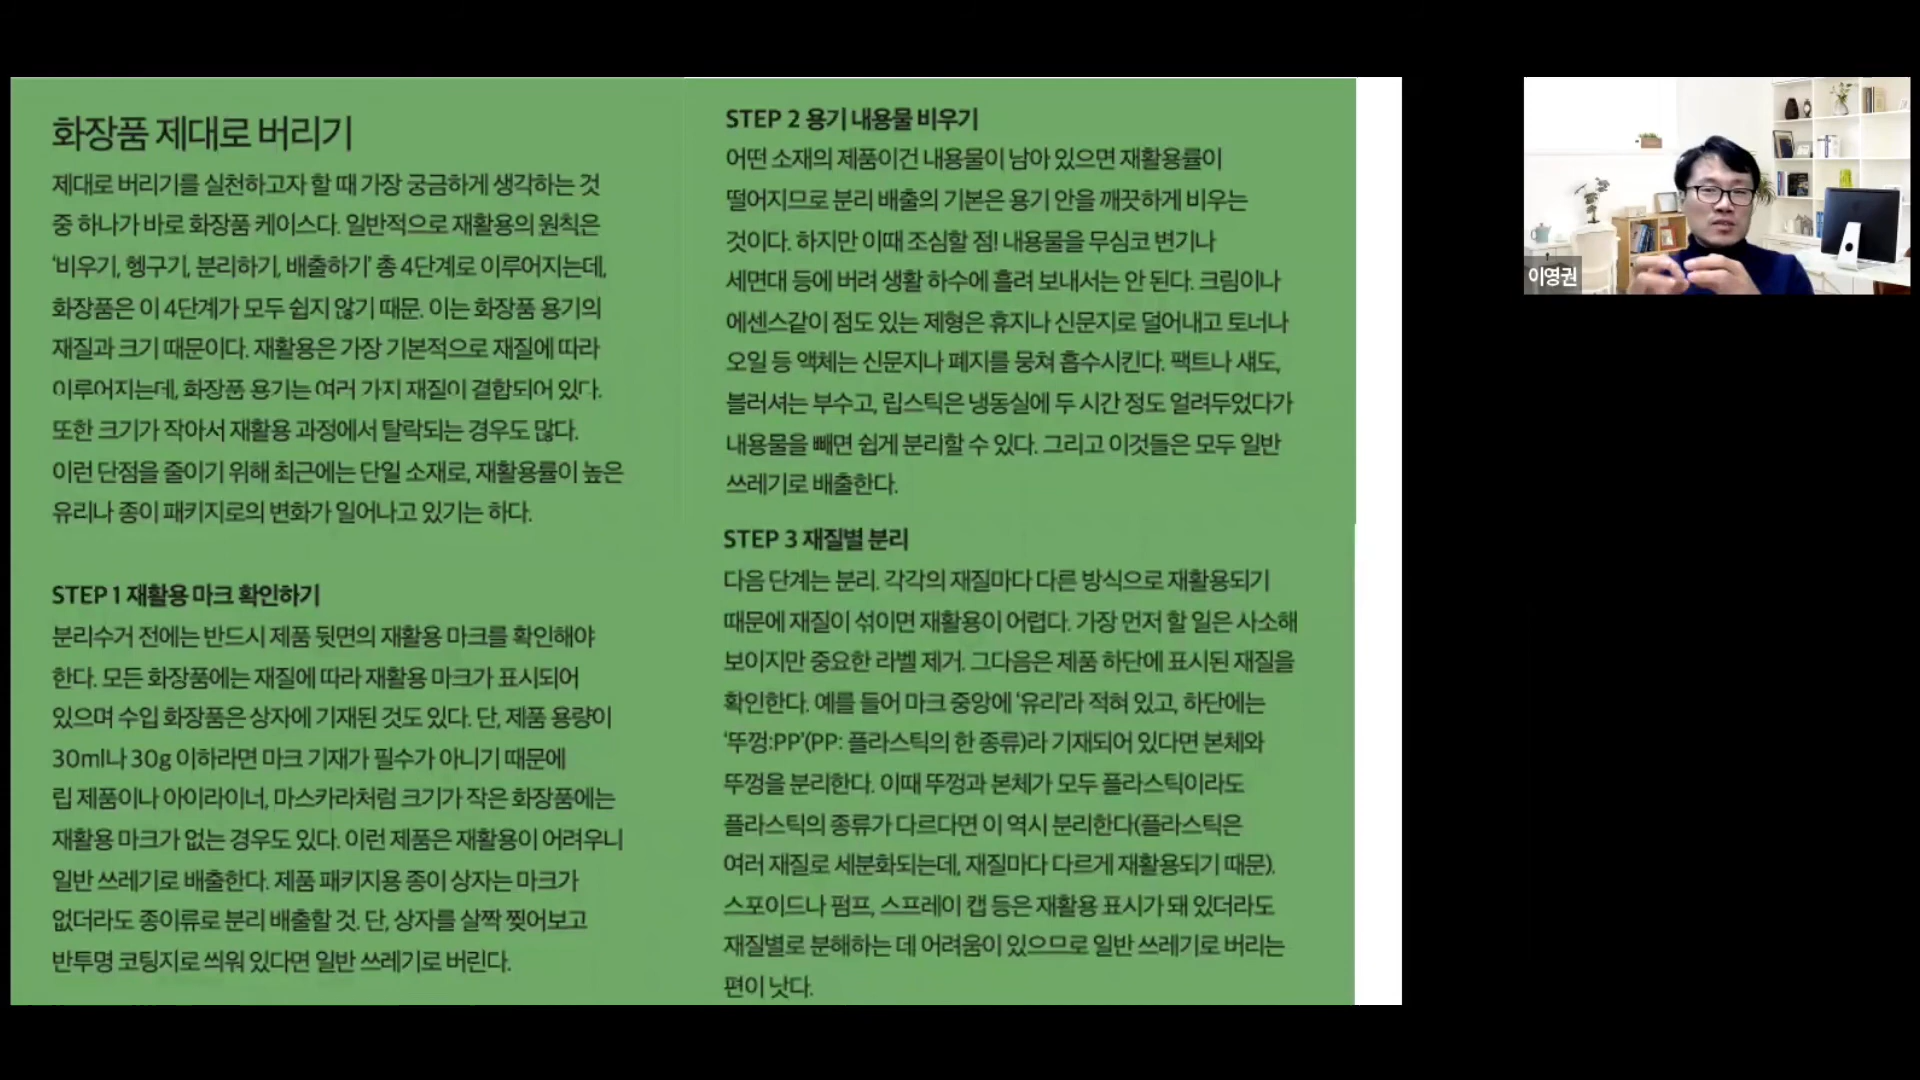 화장품 제대로 버리기
제대로 버리기를 실천하고자 할 때 가장 궁금하게 생각하는 것
중 하나가 바로 화장품 케이스다. 일반적으로 재활용의 원칙은
‘비우기, 헹구기, 분리하기, 배출하기’ 총 4단계로 이루어지는데,
화장품은 이 4단계가 모두 쉽지 않기 때문. 이는 화장품 용기의
재질과 크기 때문이다. 재활용은 가장 기본적으로 재질에 따라
이루어지는데, 화장품 용기는 여러 가지 재질이 결합되어 있다.
또한 크기가 작아서 재활용 과정에서 탈락되는 경우도 많다.
이런 단점을 줄이기 위해 최근에는 단일 소재로, 재활용률이 높은
유리나 종이 패키지로의 변화가 일어나고 있기는 하다.
STEP 1 재활용 마크 확인하기
분리수거 전에는 반드시 제품 뒷면의 재활용 마크를 확인해야
한다. 모든 화장품에는 재질에 따라 재활용 마크가 표시되어
있으며 수입 화장품은 상자에 기재된 것도 있다. 단, 제품 용량이
30ml나 30g 이하라면 마크 기재가 필수가 아니기 때문에
립 제품이나 아이라이너, 마스카라처럼 크기가 작은 화장품에는
재활용 마크가 없는 경우도 있다. 이런 제품은 재활용이 어려우니
일반 쓰레기로 배출한다. 제품 패키지용 종이 상자는 마크가
없더라도 종이류로 분리 배출할 것. 단, 상자를 살짝 찢어보고
반투명 코팅지로 씌워 있다면 일반 쓰레기로 버린다.
STEP 2 용기 내용물 비우기
어떤 소재의 제품이건 내용물이 남아 있으면 재활용률이
떨어지므로 분리 배출의 기본은 용기 안을 깨끗하게 비우는
것이다. 하지만 이때 조심할 점! 내용물을 무심코 변기나
세면대 등에 버려 생활 하수에 흘려 보내서는 안 된다. 크림이나
에센스같이 점도 있는 제형은 휴지나 신문지로 덜어내고 토너나
오일 등 액체는 신문지나 폐지를 뭉쳐 흡수시킨다. 팩트나 섀도,
블러셔는 부수고, 립스틱은 냉동실에 두 시간 정도 얼려두었다가
내용물을 빼면 쉽게 분리할 수 있다. 그리고 이것들은 모두 일반
쓰레기로 배출한다.
STEP 3 재질별 분리
다음 단계는 분리. 각각의 재질마다 다른 방식으로 재활용되기
때문에 재질이 섞이면 재활용이 어렵다. 가장 먼저 할 일은 사소해
보이지만 중요한 라벨 제거. 그다음은 제품 하단에 표시된 재질을
확인한다. 예를 들어 마크 중앙에 ‘유리’라 적혀 있고, 하단에는
‘뚜껑:PP’(PP: 플라스틱의 한 종류)라 기재되어 있다면 본체와
뚜껑을 분리한다. 이때 뚜껑과 본체가 모두 플라스틱이라도
플라스틱의 종류가 다르다면 이 역시 분리한다(플라스틱은
여러 재질로 세분화되는데, 재질마다 다르게 재활용되기 때문).
스포이드나 펌프, 스프레이 캡 등은 재활용 표시가 돼 있더라도
재질별로 분해하는 데 어려움이 있으므로 일반 쓰레기로 버리는
편이 낫다.
이영권